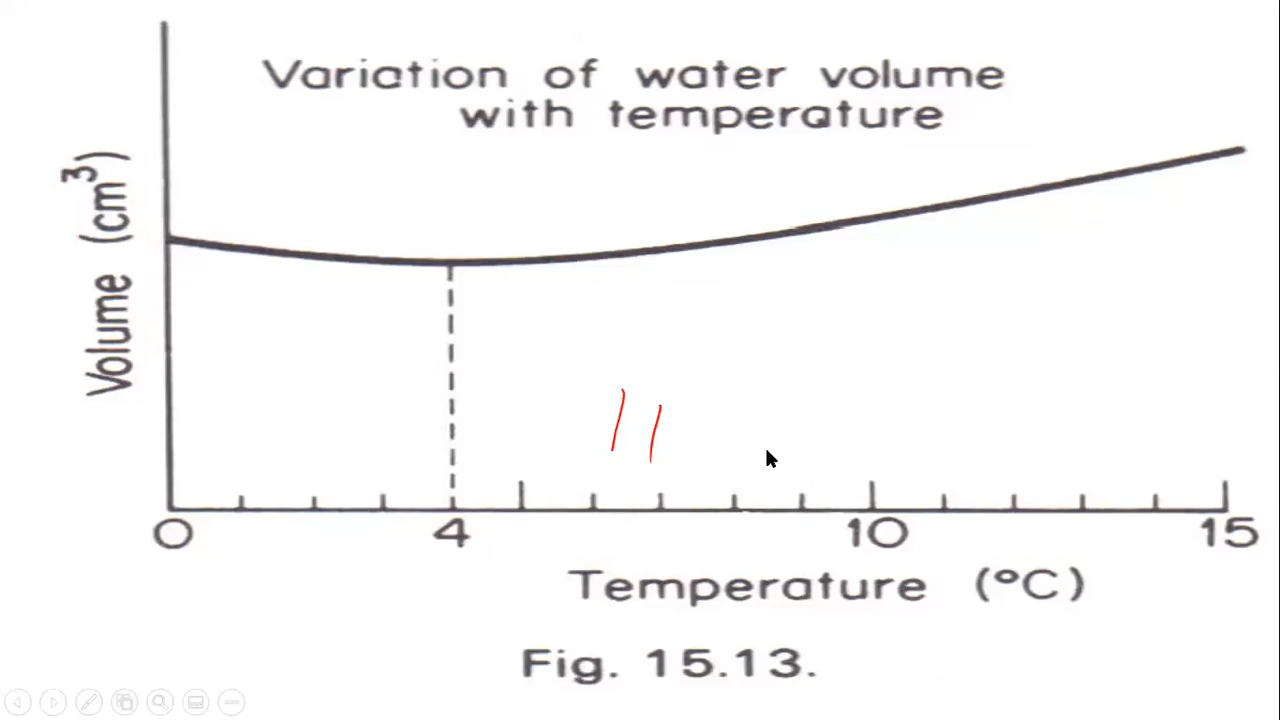 Variation of water volume
with temperature
Volume (cm³)
0 4 10 15
Temperature (°C)
Fig. 15.13.